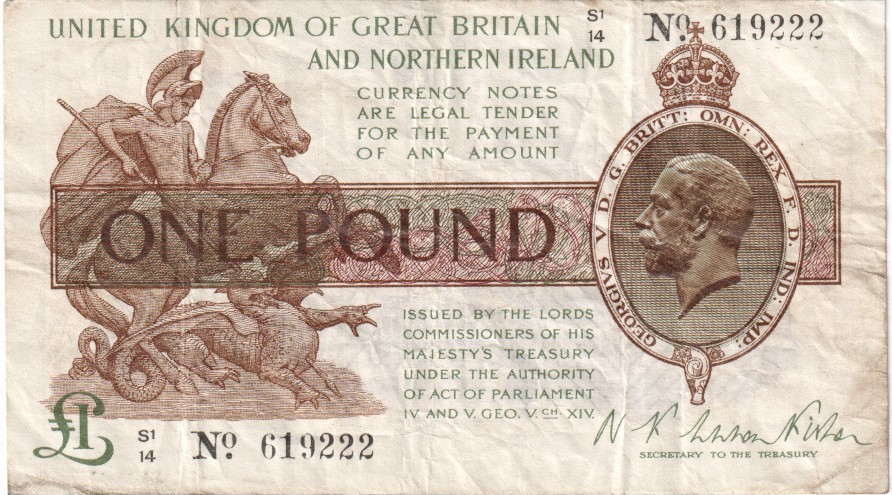 UNITED KINGDOM OF GREAT BRITAIN
AND NORTHERN IRELAND
S1
14
No. 619222
CURRENCY NOTES
ARE LEGAL TENDER
FOR THE PAYMENT
OF ANY AMOUNT
GEORGIVS V D. G. BRITT: OMN: REX F. D. IND: IMP:
ONE POUND
ISSUED BY THE LORDS
COMMISSIONERS OF HIS
MAJESTY'S TREASURY
UNDER THE AUTHORITY
OF ACT OF PARLIAMENT
IV AND V. GEO. V. CH. XIV.
£1
S1
14
No. 619222
SECRETARY TO THE TREASURY